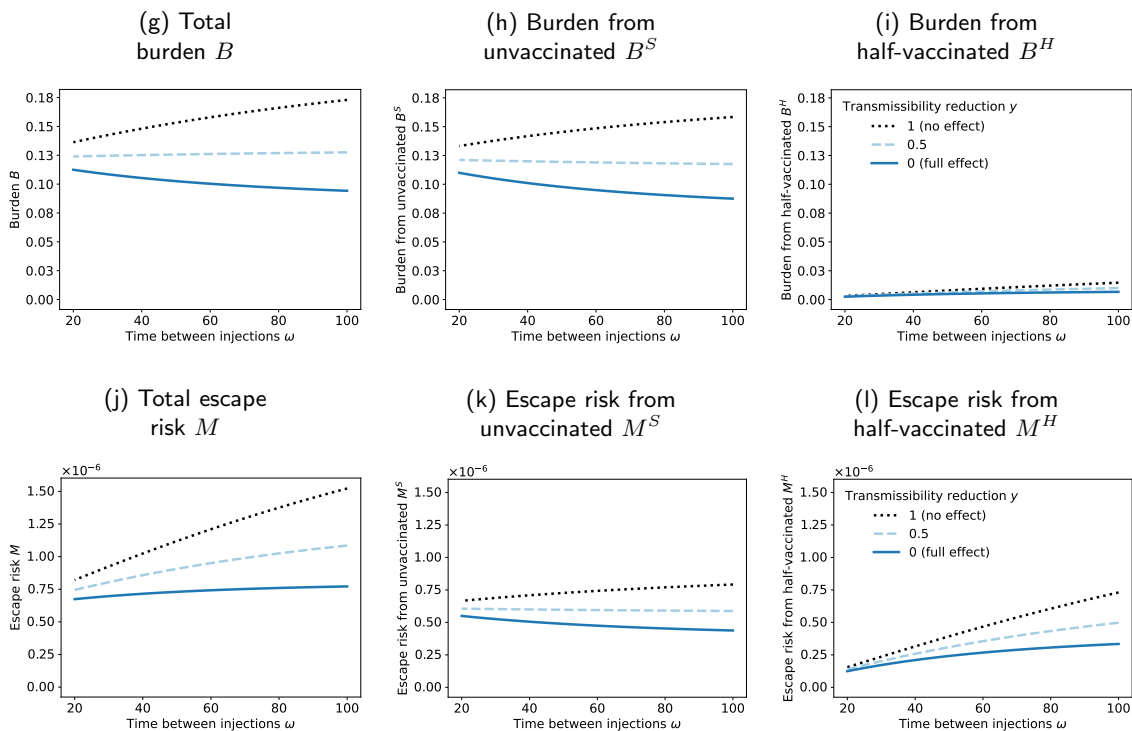 (g) Total
burden B
(h) Burden from
unvaccinated B^S
(i) Burden from
half-vaccinated B^H
Burden B
0.18
0.15
0.13
0.10
0.08
0.05
0.03
0.00
20 40 60 80 100
Time between injections ω
Burden from unvaccinated B^S
0.18
0.15
0.13
0.10
0.08
0.05
0.03
0.00
20 40 60 80 100
Time between injections ω
Burden from half-vaccinated B^H
0.18
0.15
0.13
0.10
0.08
0.05
0.03
0.00
Transmissibility reduction y
1 (no effect)
0.5
0 (full effect)
20 40 60 80 100
Time between injections ω
(j) Total escape
risk M
(k) Escape risk from
unvaccinated M^S
(l) Escape risk from
half-vaccinated M^H
×10⁻⁶
Escape risk M
1.50
1.25
1.00
0.75
0.50
0.25
0.00
20 40 60 80 100
Time between injections ω
×10⁻⁶
Escape risk from unvaccinated M^S
1.50
1.25
1.00
0.75
0.50
0.25
0.00
20 40 60 80 100
Time between injections ω
×10⁻⁶
Escape risk from half-vaccinated M^H
1.50
1.25
1.00
0.75
0.50
0.25
0.00
Transmissibility reduction y
1 (no effect)
0.5
0 (full effect)
20 40 60 80 100
Time between injections ω